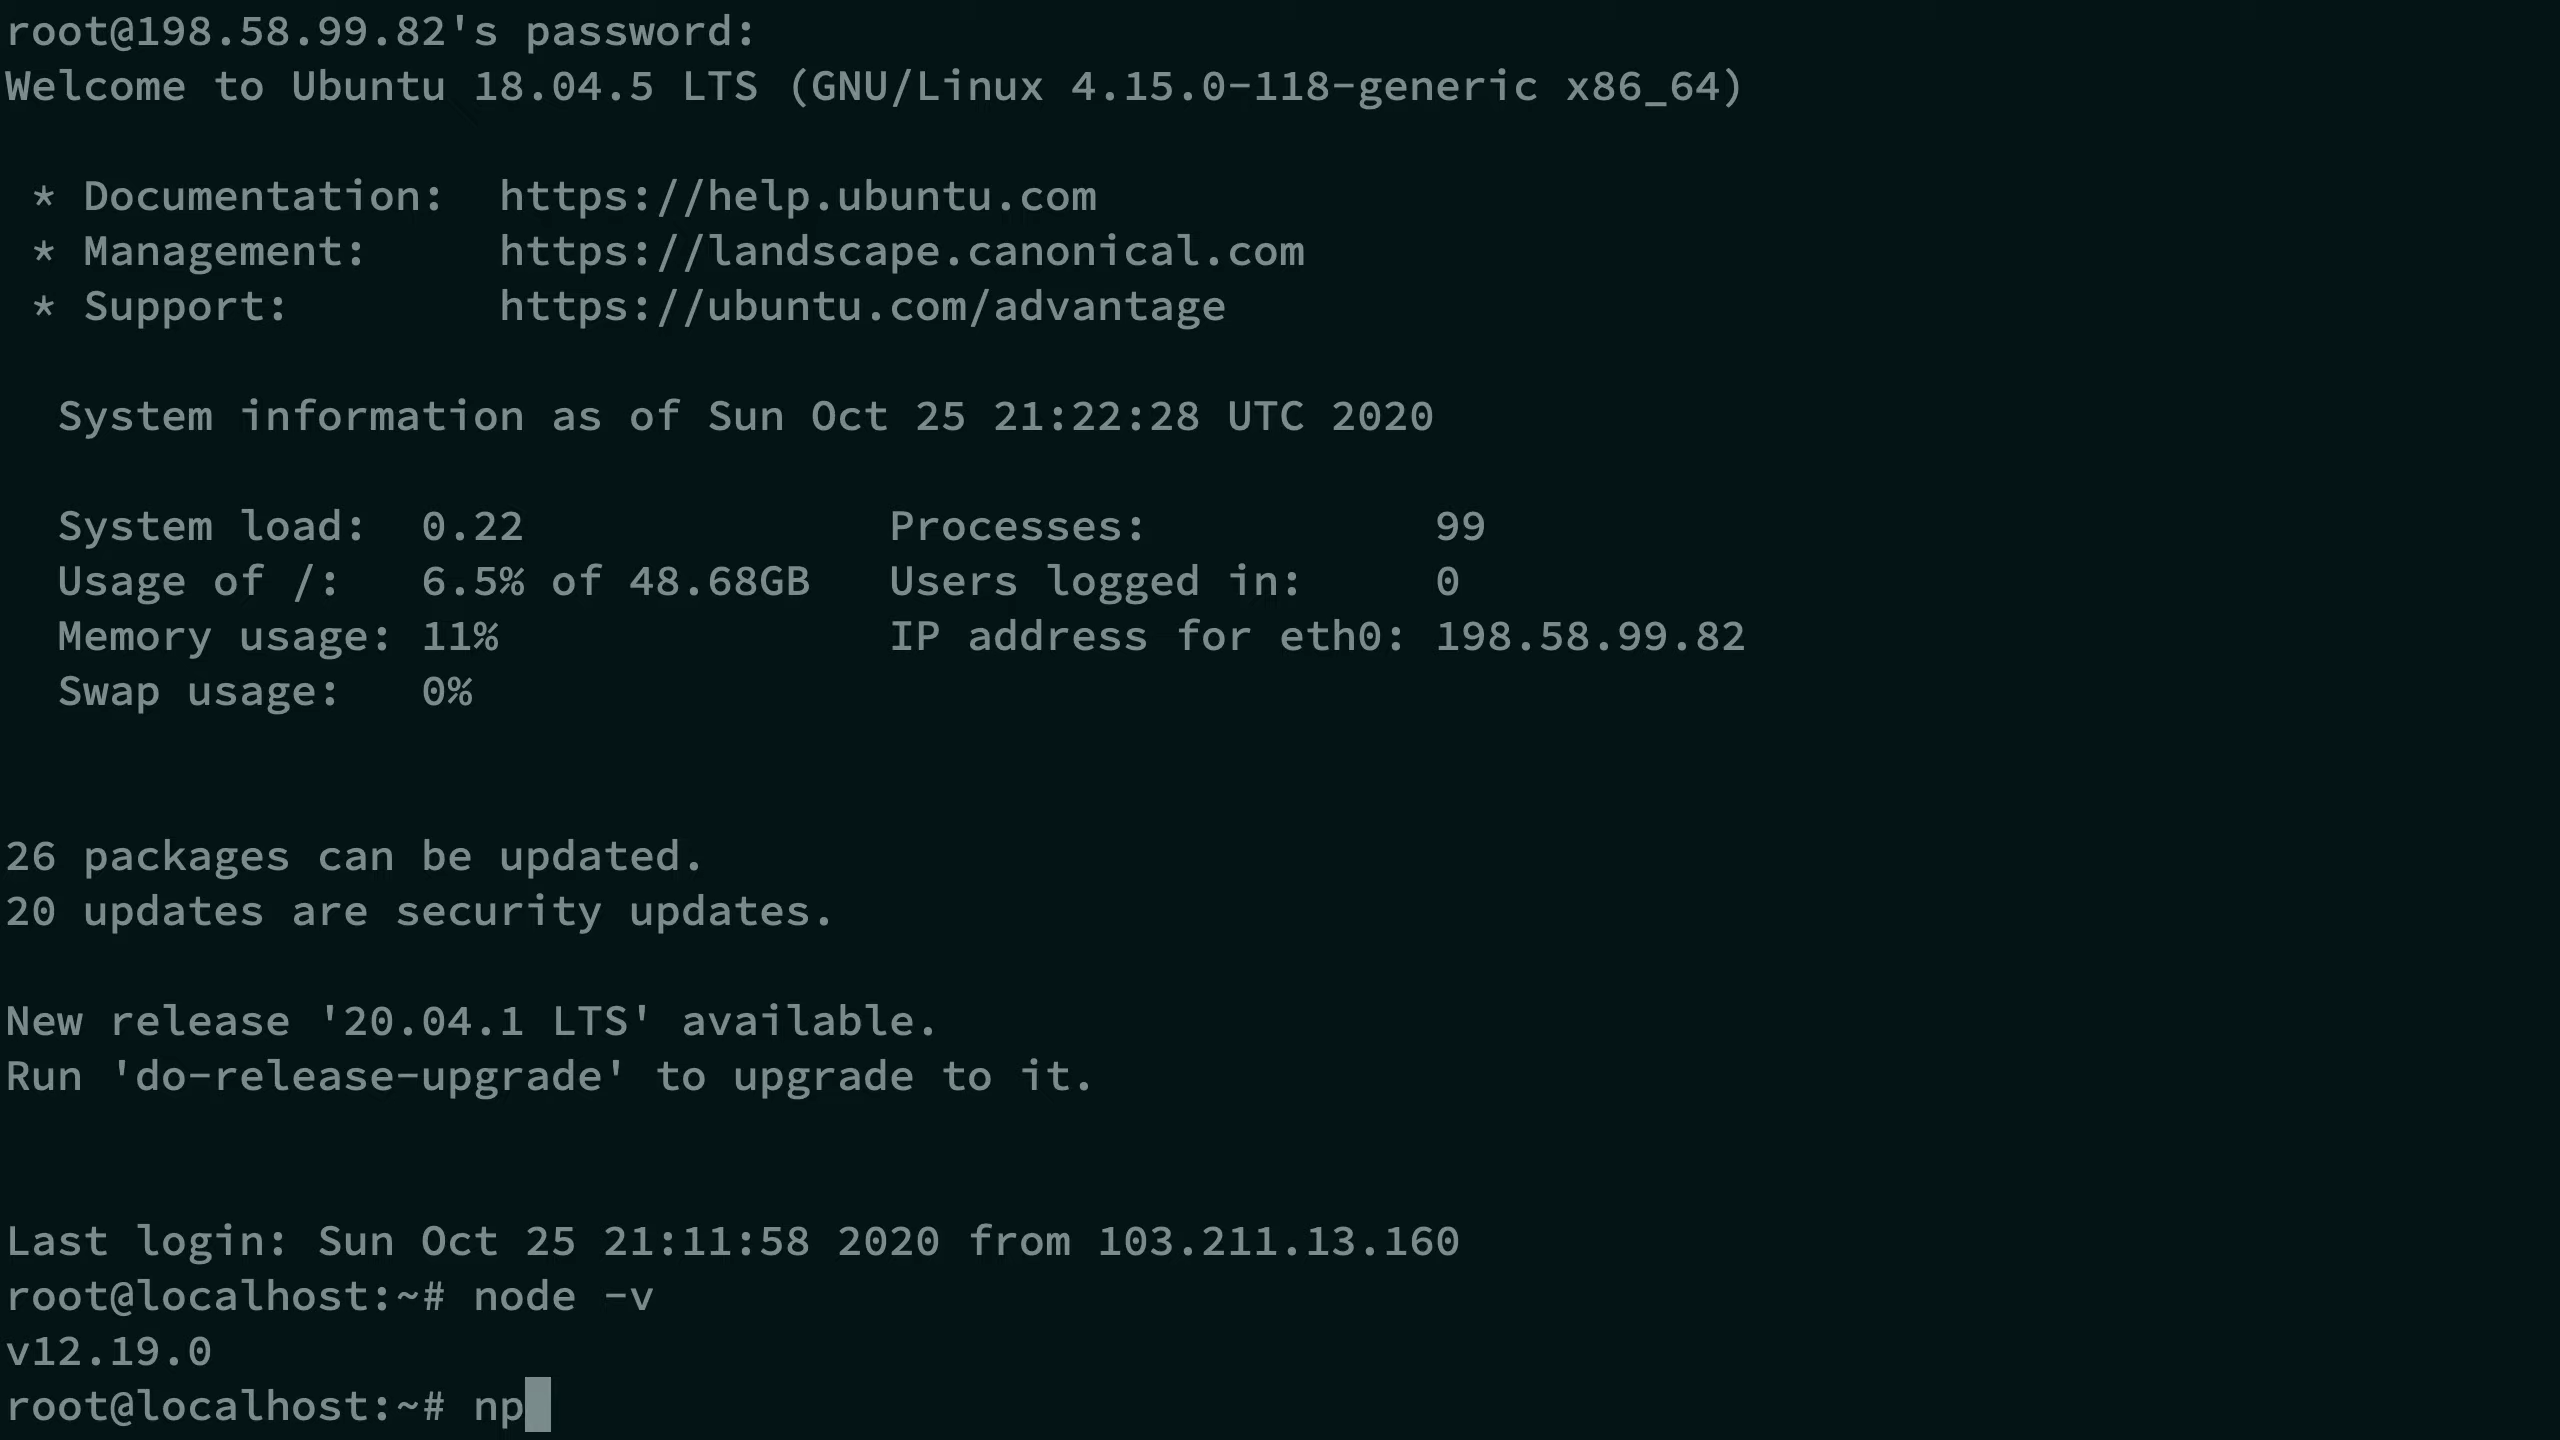 root@198.58.99.82's password:
Welcome to Ubuntu 18.04.5 LTS (GNU/Linux 4.15.0-118-generic x86_64)
* Documentation:  https://help.ubuntu.com
* Management:     https://landscape.canonical.com
* Support:        https://ubuntu.com/advantage
System information as of Sun Oct 25 21:22:28 UTC 2020
System load:  0.22              Processes:           99
Usage of /:   6.5% of 48.68GB   Users logged in:     0
Memory usage: 11%               IP address for eth0: 198.58.99.82
Swap usage:   0%
26 packages can be updated.
20 updates are security updates.
New release '20.04.1 LTS' available.
Run 'do-release-upgrade' to upgrade to it.
Last login: Sun Oct 25 21:11:58 2020 from 103.211.13.160
root@localhost:~# node -v
v12.19.0
root@localhost:~# np